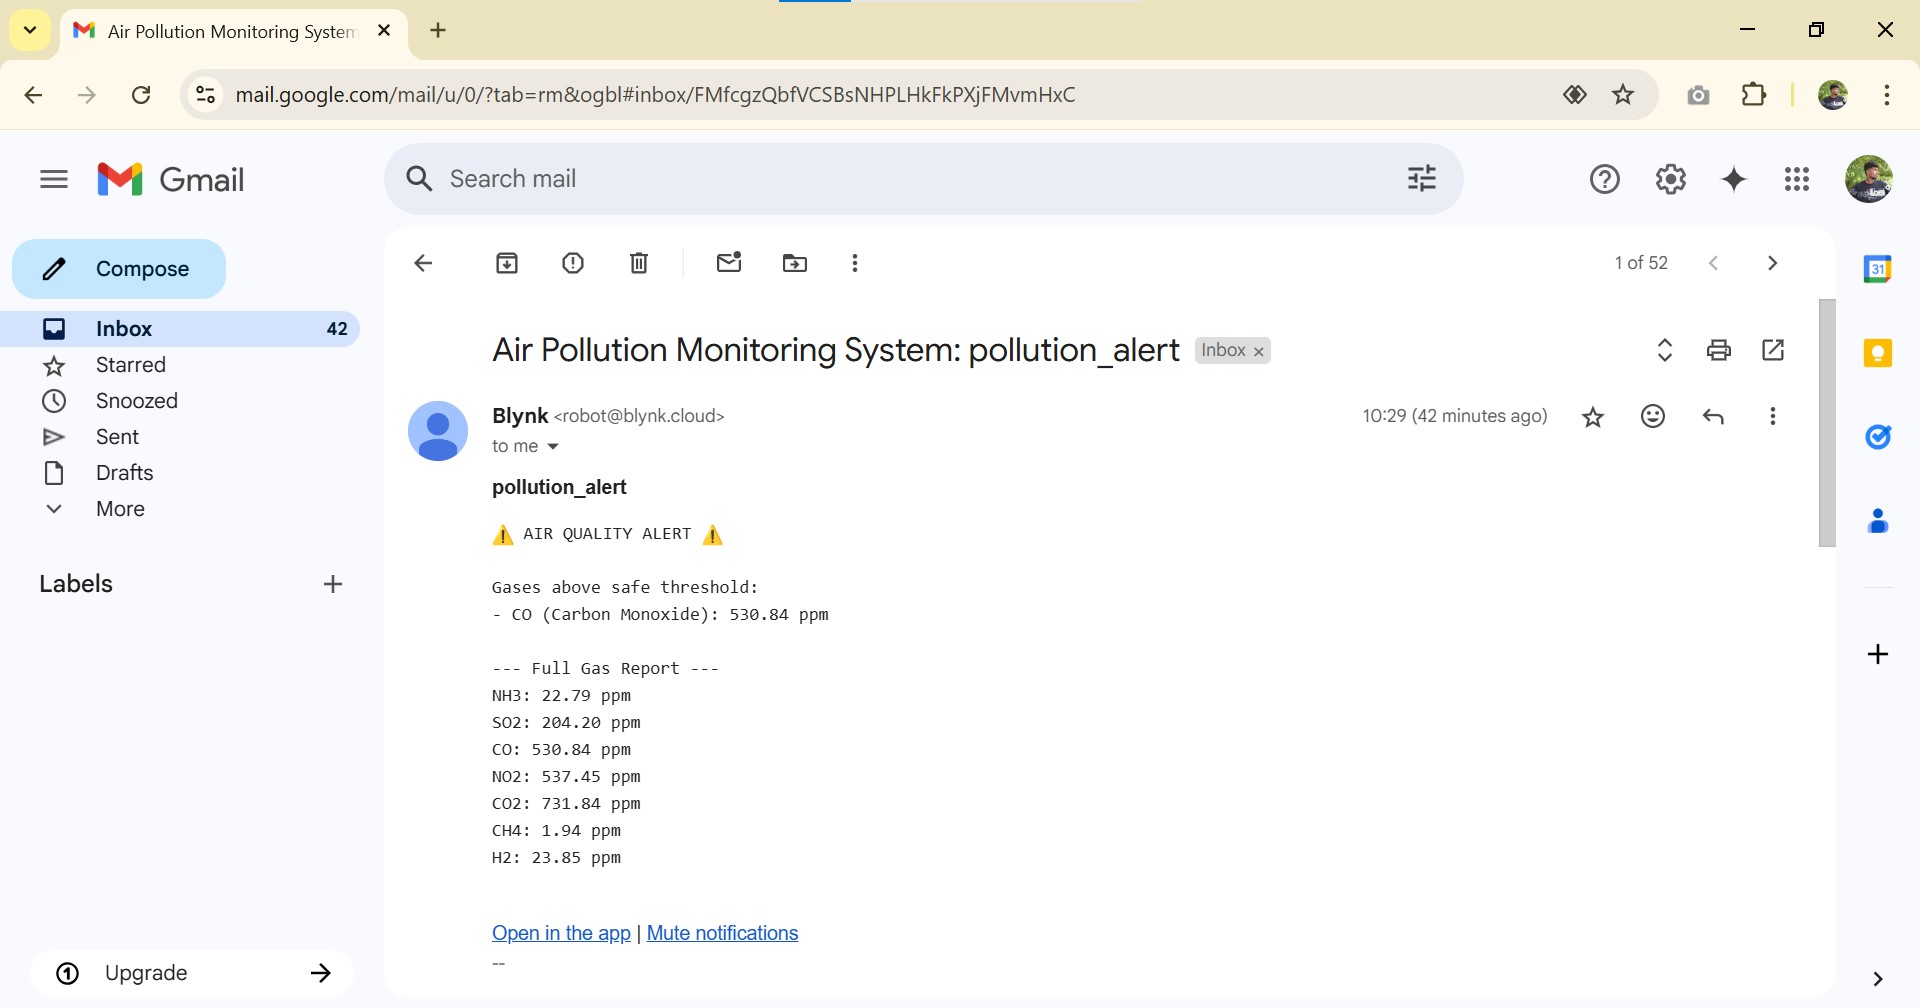 Air Pollution Monitoring System
mail.google.com/mail/u/0/?tab=rm&ogbl#inbox/FMfcgzQbfVCSBsNHPLHkFkPXjFMvmHxC
Gmail
Search mail
Compose
Inbox 42
Starred
Snoozed
Sent
Drafts
More
Labels
Upgrade
1 of 52
Air Pollution Monitoring System: pollution_alert Inbox ×
Blynk <robot@blynk.cloud> 10:29 (42 minutes ago)
to me
pollution_alert
⚠️ AIR QUALITY ALERT ⚠️
Gases above safe threshold:
- CO (Carbon Monoxide): 530.84 ppm
--- Full Gas Report ---
NH3: 22.79 ppm
SO2: 204.20 ppm
CO: 530.84 ppm
NO2: 537.45 ppm
CO2: 731.84 ppm
CH4: 1.94 ppm
H2: 23.85 ppm
Open in the app | Mute notifications
--
31